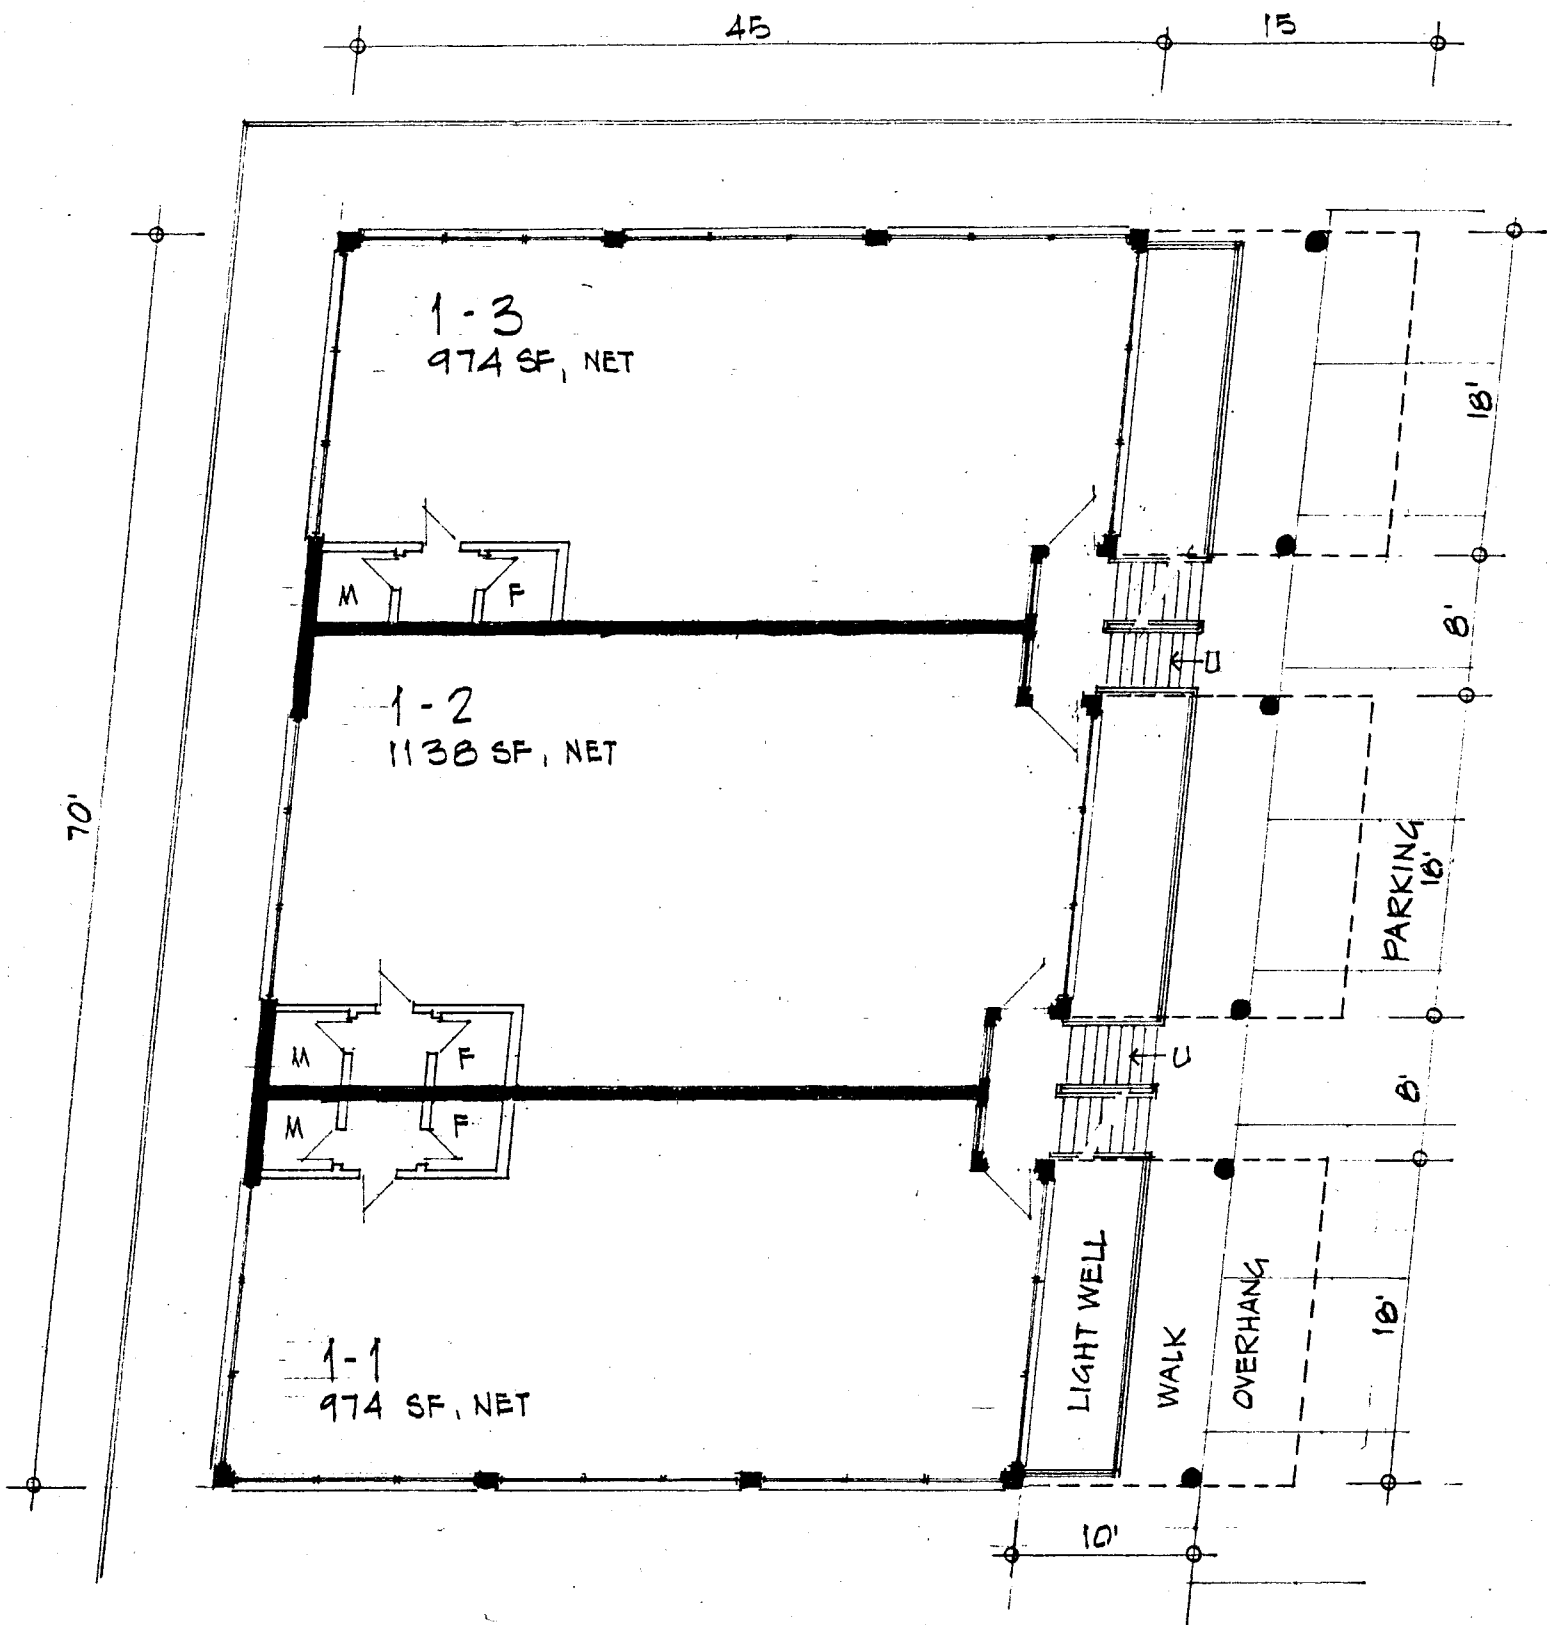 45
15
1-3
974 SF, NET
18'
M
F
8'
U
1-2
1138 SF, NET
70'
PARKING
18'
M
F
U
8'
M
F
LIGHT WELL
WALK
OVERHANG
18'
1-1
974 SF, NET
10'